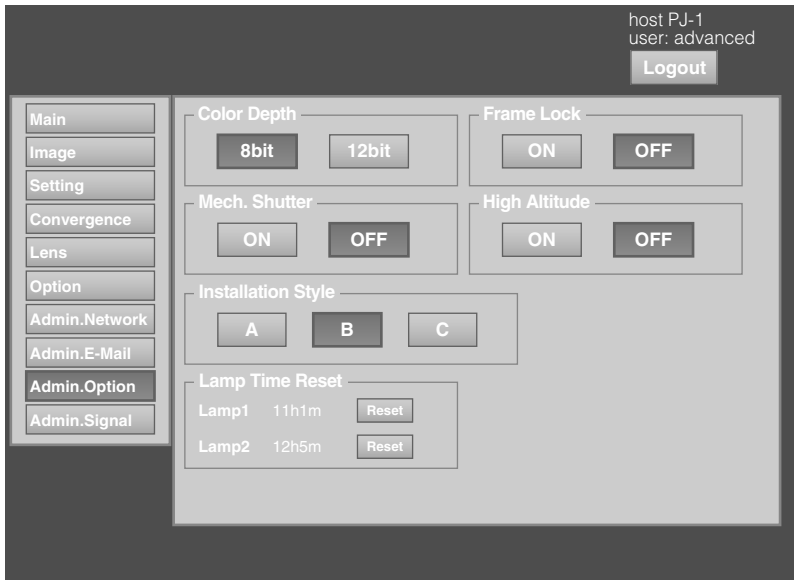 host PJ-1
user: advanced
Logout
Main
Image
Setting
Convergence
Lens
Option
Admin.Network
Admin.E-Mail
Admin.Option
Admin.Signal
Color Depth
8bit 12bit
Frame Lock
ON OFF
Mech. Shutter
ON OFF
High Altitude
ON OFF
Installation Style
A B C
Lamp Time Reset
Lamp1 11h1m Reset
Lamp2 12h5m Reset